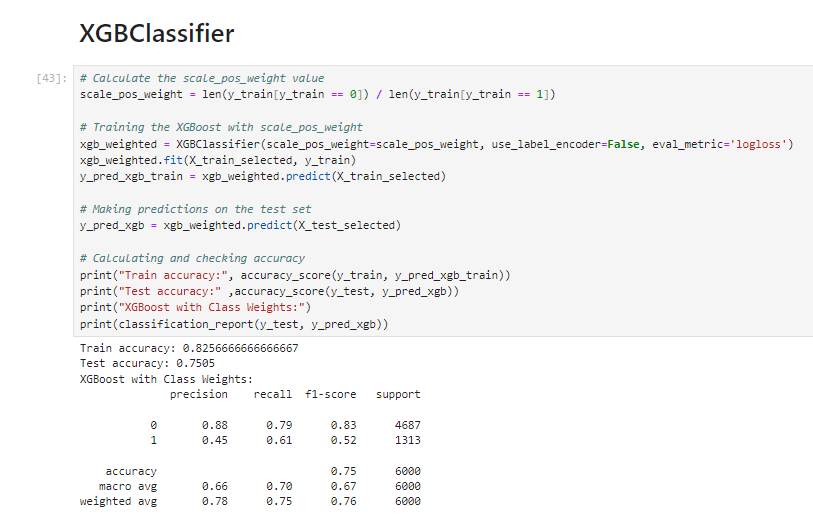 XGBClassifier
[43]:
# Calculate the scale_pos_weight value
scale_pos_weight = len(y_train[y_train == 0]) / len(y_train[y_train == 1])
# Training the XGBoost with scale_pos_weight
xgb_weighted = XGBClassifier(scale_pos_weight=scale_pos_weight, use_label_encoder=False, eval_metric='logloss')
xgb_weighted.fit(X_train_selected, y_train)
y_pred_xgb_train = xgb_weighted.predict(X_train_selected)
# Making predictions on the test set
y_pred_xgb = xgb_weighted.predict(X_test_selected)
# Calculating and checking accuracy
print("Train accuracy:", accuracy_score(y_train, y_pred_xgb_train))
print("Test accuracy:" ,accuracy_score(y_test, y_pred_xgb))
print("XGBoost with Class Weights:")
print(classification_report(y_test, y_pred_xgb))
Train accuracy: 0.8256666666666667
Test accuracy: 0.7505
XGBoost with Class Weights:
precision recall f1-score support
0 0.88 0.79 0.83 4687
1 0.45 0.61 0.52 1313
accuracy 0.75 6000
macro avg 0.66 0.70 0.67 6000
weighted avg 0.78 0.75 0.76 6000